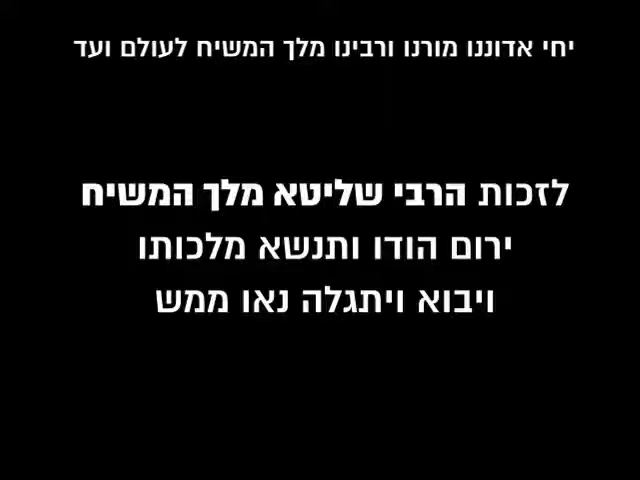 יחי אדוננו מורנו ורבינו מלך המשיח לעולם ועד
לזכות הרבי שליטא מלך המשיח
ירום הודו ותנשא מלכותו
ויבוא ויתגלה נאו ממש